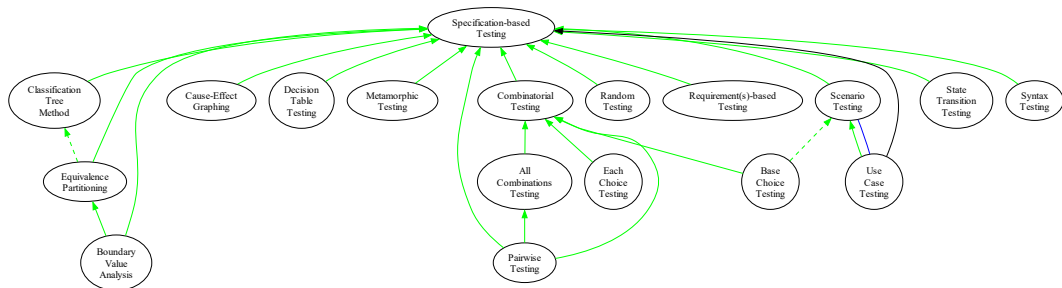 Specification-based
Testing
Classification
Tree
Method
Cause-Effect
Graphing
Decision
Table
Testing
Metamorphic
Testing
Combinatorial
Testing
Random
Testing
Requirement(s)-based
Testing
Scenario
Testing
State
Transition
Testing
Syntax
Testing
Equivalence
Partitioning
All
Combinations
Testing
Each
Choice
Testing
Base
Choice
Testing
Use
Case
Testing
Boundary
Value
Analysis
Pairwise
Testing